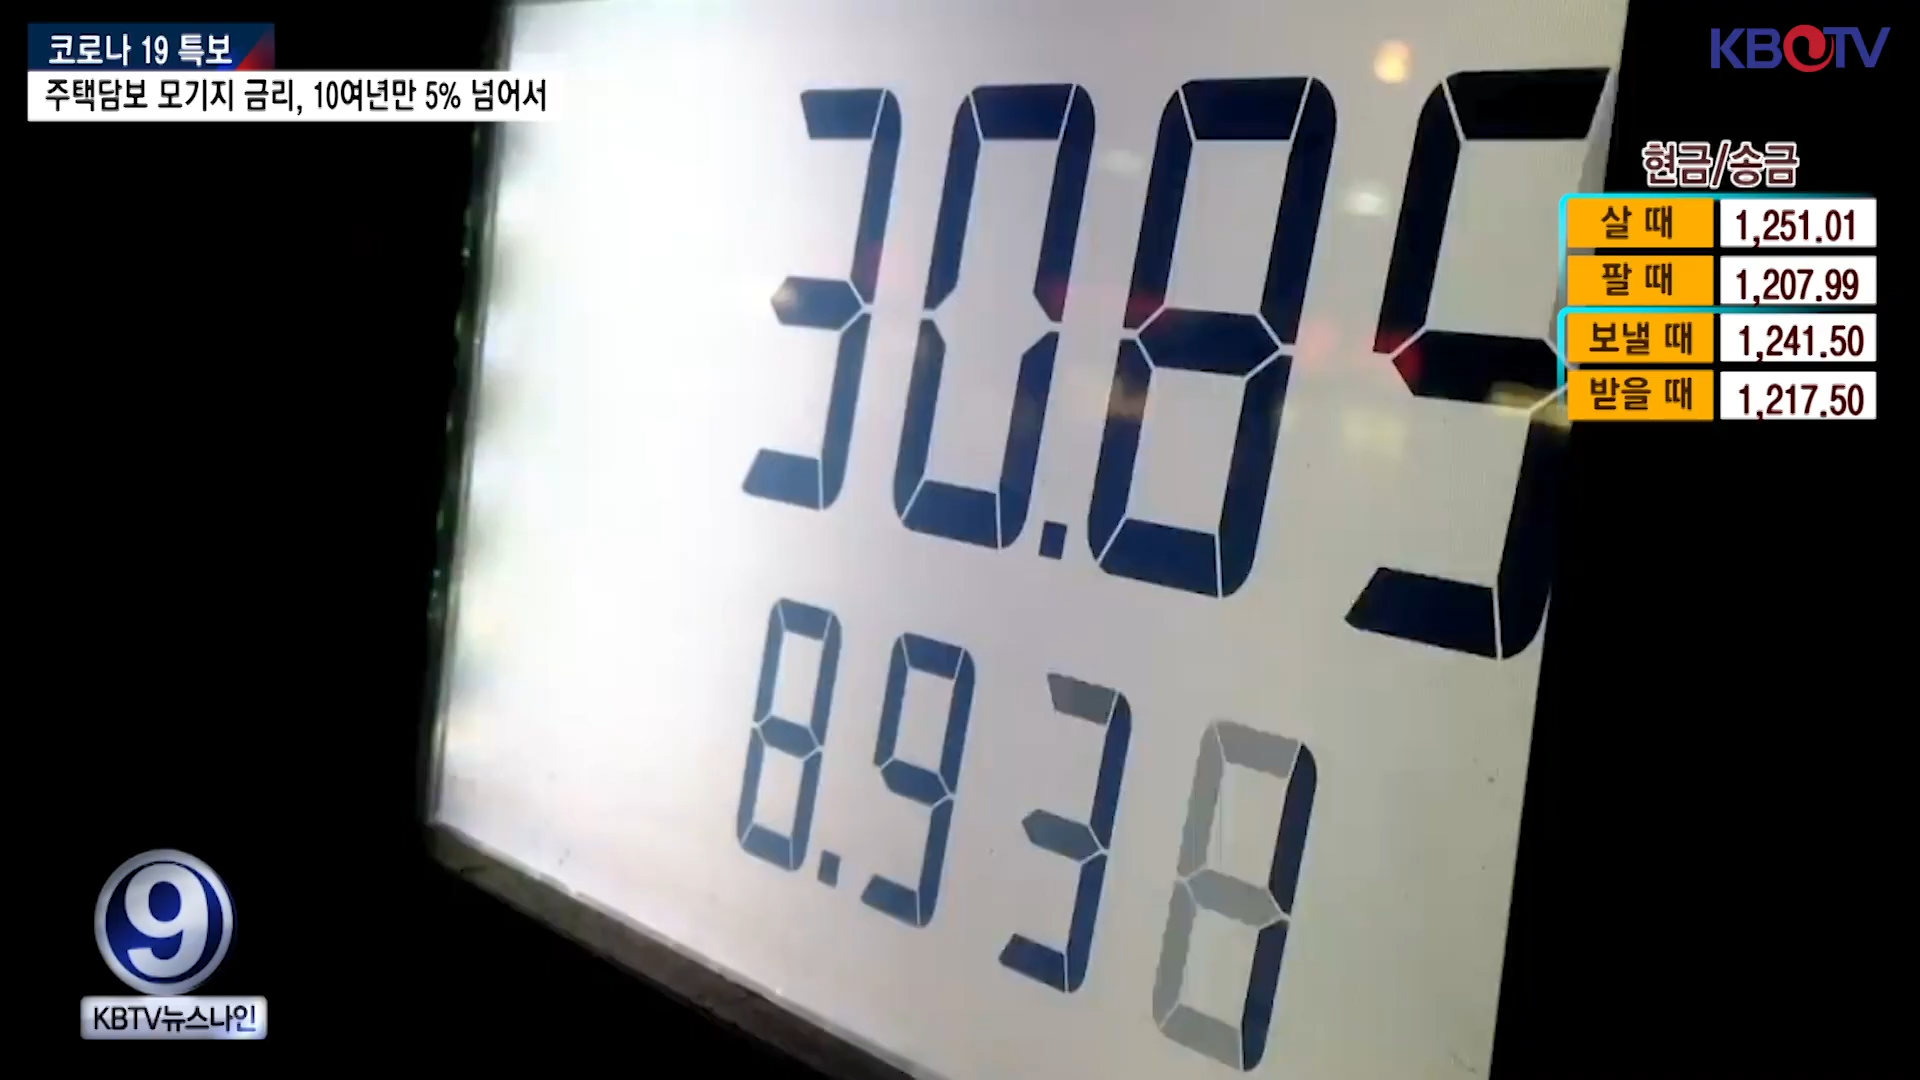 코로나 19 특보
주택담보 모기지 금리, 10여년만 5% 넘어서
KBTV
현금/송금
살 때 1,251.01
팔 때 1,207.99
보낼 때 1,241.50
받을 때 1,217.50
30.85
8.93
9
KBTV뉴스나인